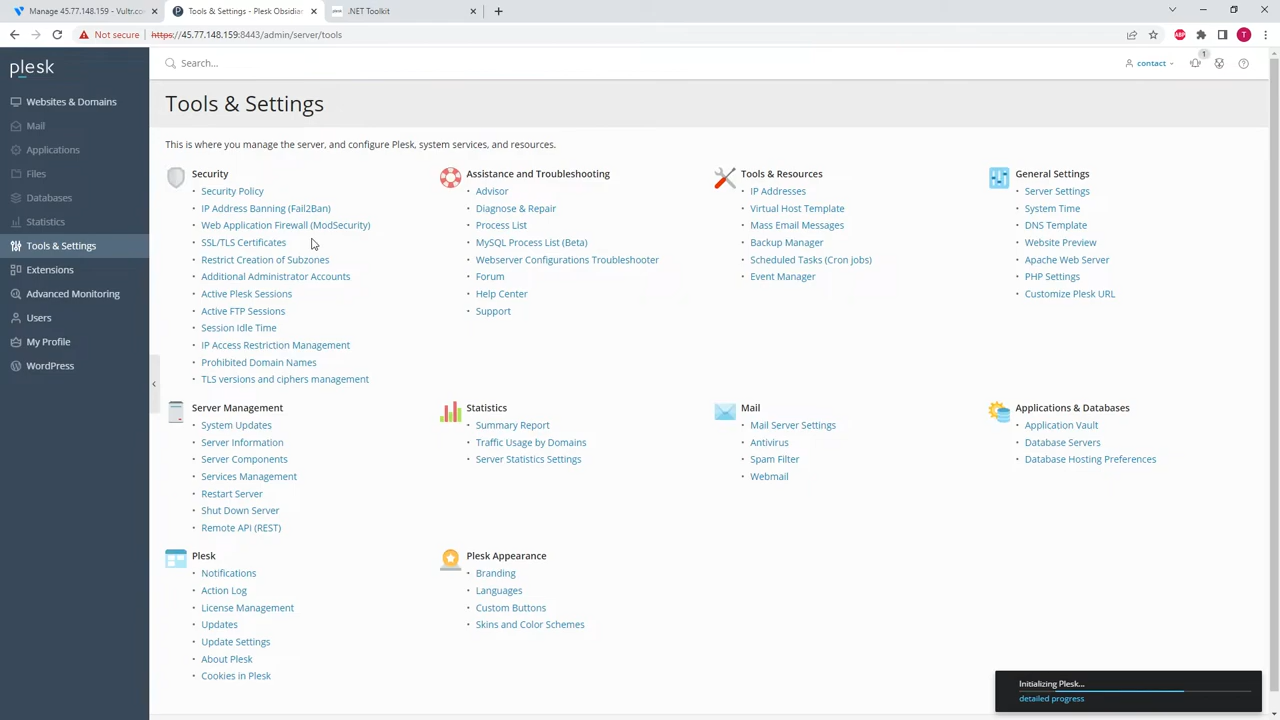 Manage 45.77.148.159 - Vultr.co
Tools & Settings - Plesk Obsidia
.NET Toolkit
Not secure
https://45.77.148.159:8443/admin/server/tools
ABP
T
plesk
Search...
contact
1
Websites & Domains
Mail
Applications
Files
Databases
Statistics
Tools & Settings
Extensions
Advanced Monitoring
Users
My Profile
WordPress
Tools & Settings
This is where you manage the server, and configure Plesk, system services, and resources.
Security
Security Policy
IP Address Banning (Fail2Ban)
Web Application Firewall (ModSecurity)
SSL/TLS Certificates
Restrict Creation of Subzones
Additional Administrator Accounts
Active Plesk Sessions
Active FTP Sessions
Session Idle Time
IP Access Restriction Management
Prohibited Domain Names
TLS versions and ciphers management
Assistance and Troubleshooting
Advisor
Diagnose & Repair
Process List
MySQL Process List (Beta)
Webserver Configurations Troubleshooter
Forum
Help Center
Support
Tools & Resources
IP Addresses
Virtual Host Template
Mass Email Messages
Backup Manager
Scheduled Tasks (Cron jobs)
Event Manager
General Settings
Server Settings
System Time
DNS Template
Website Preview
Apache Web Server
PHP Settings
Customize Plesk URL
Server Management
System Updates
Server Information
Server Components
Services Management
Restart Server
Shut Down Server
Remote API (REST)
Statistics
Summary Report
Traffic Usage by Domains
Server Statistics Settings
Mail
Mail Server Settings
Antivirus
Spam Filter
Webmail
Applications & Databases
Application Vault
Database Servers
Database Hosting Preferences
Plesk
Notifications
Action Log
License Management
Updates
Update Settings
About Plesk
Cookies in Plesk
Plesk Appearance
Branding
Languages
Custom Buttons
Skins and Color Schemes
Initializing Plesk...
detailed progress